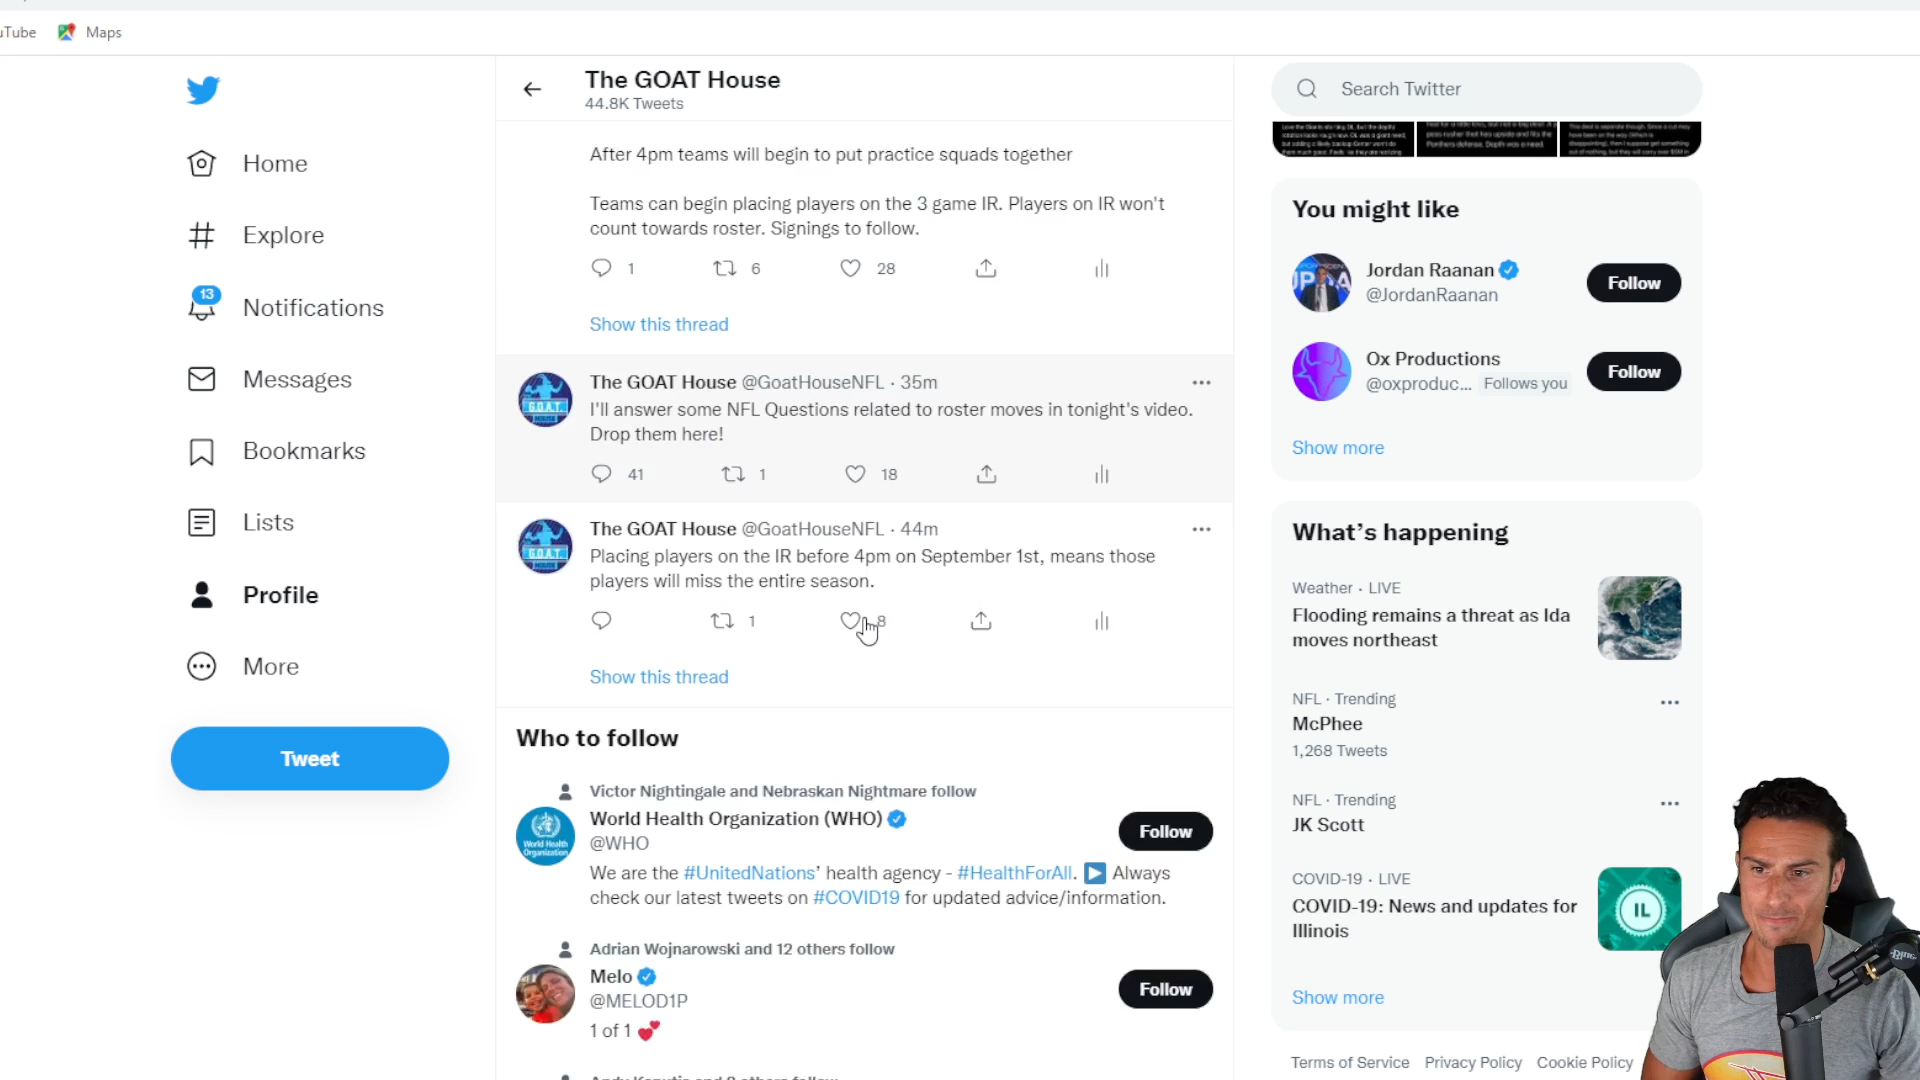 Tube
Maps
The GOAT House
44.8K Tweets
Search Twitter
Home
Explore
13
Notifications
Messages
Bookmarks
Lists
Profile
More
Tweet
After 4pm teams will begin to put practice squads together
Teams can begin placing players on the 3 game IR. Players on IR won't
count towards roster. Signings to follow.
1 6 28
Show this thread
The GOAT House @GoatHouseNFL · 35m
I'll answer some NFL Questions related to roster moves in tonight's video.
Drop them here!
41 1 18
G.O.A.T.
HOUSE
The GOAT House @GoatHouseNFL · 44m
Placing players on the IR before 4pm on September 1st, means those
players will miss the entire season.
1 8
G.O.A.T.
HOUSE
Show this thread
Who to follow
Victor Nightingale and Nebraskan Nightmare follow
World Health Organization (WHO)
@WHO
Follow
World Health
Organization
We are the #UnitedNations’ health agency - #HealthForAll. Always
check our latest tweets on #COVID19 for updated advice/information.
Adrian Wojnarowski and 12 others follow
Melo
@MELOD1P
Follow
1 of 1
You might like
Jordan Raanan
@JordanRaanan
Follow
Ox Productions
@oxproduc... Follows you
Follow
Show more
What’s happening
Weather · LIVE
Flooding remains a threat as Ida
moves northeast
NFL · Trending
McPhee
1,268 Tweets
NFL · Trending
JK Scott
COVID-19 · LIVE
COVID-19: News and updates for
Illinois
IL
Show more
Terms of Service Privacy Policy Cookie Policy